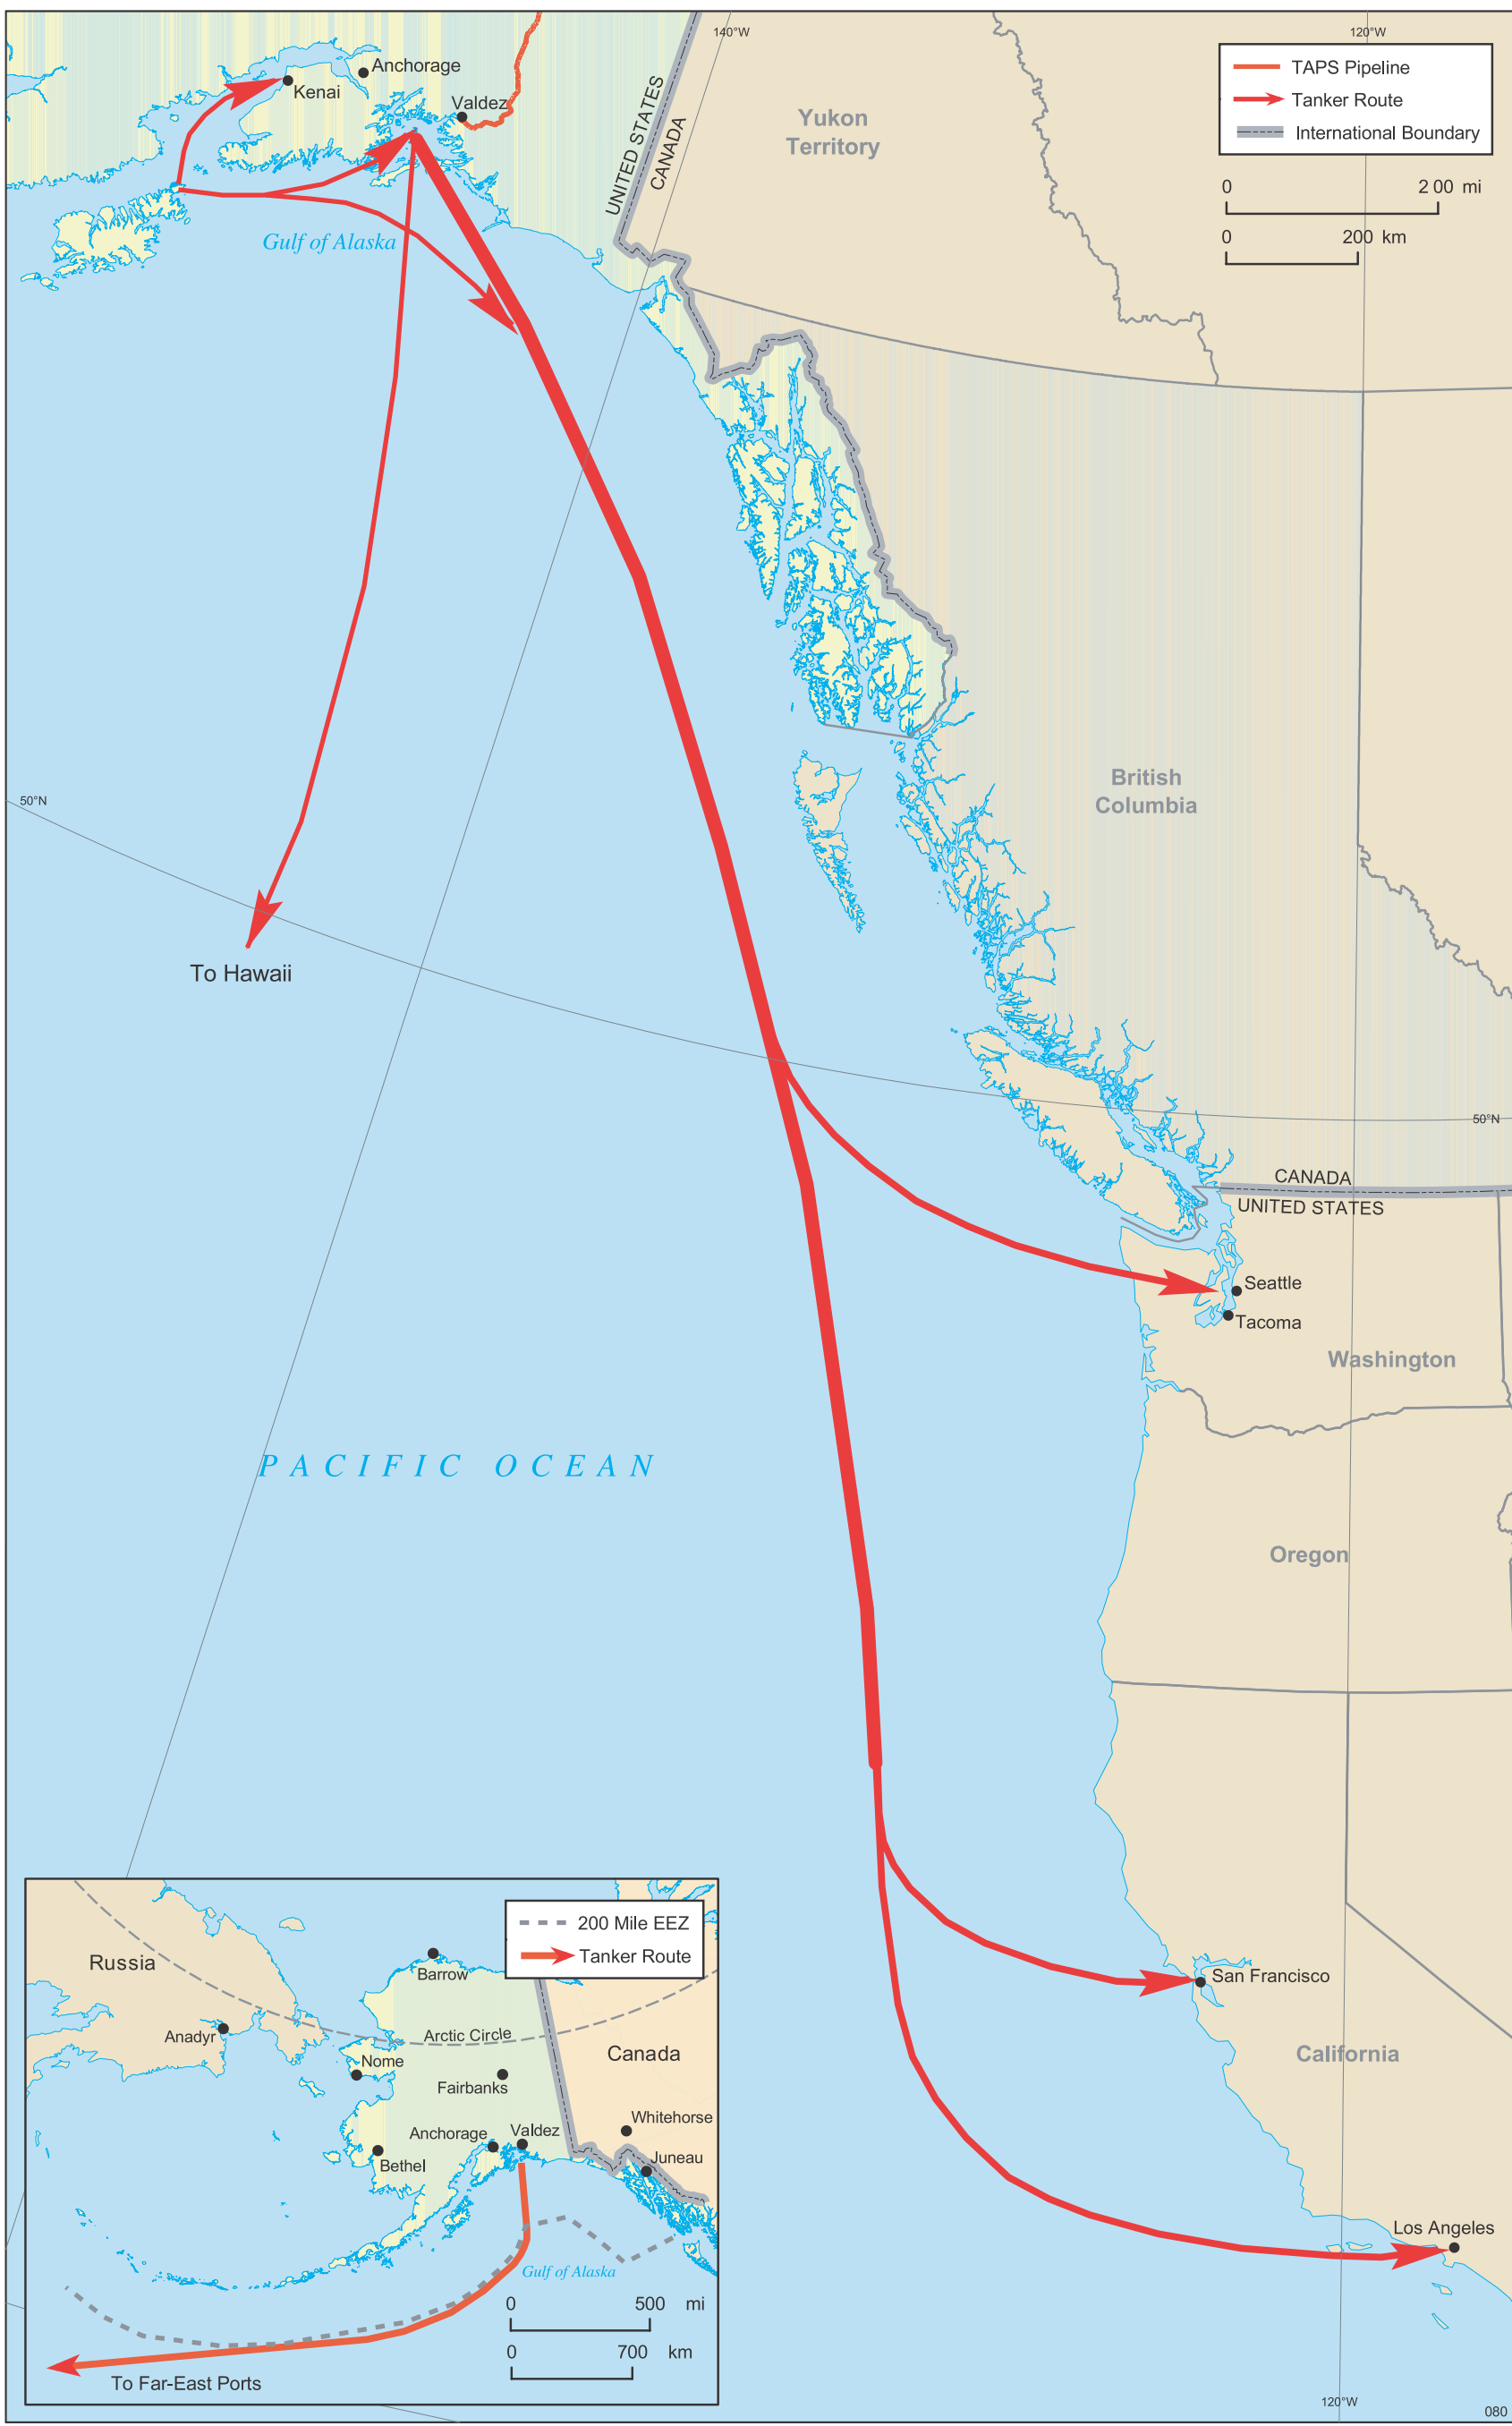 140°W
120°W
Anchorage
Kenai
Valdez
UNITED STATES
CANADA
Yukon
Territory
TAPS Pipeline
Tanker Route
International Boundary
0 200 mi
0 200 km
Gulf of Alaska
British
Columbia
50°N
To Hawaii
50°N
CANADA
UNITED STATES
Seattle
Tacoma
Washington
PACIFIC OCEAN
Oregon
San Francisco
California
Los Angeles
120°W
080
200 Mile EEZ
Tanker Route
Russia
Barrow
Anadyr
Arctic Circle
Nome
Fairbanks
Canada
Whitehorse
Anchorage
Valdez
Juneau
Bethel
Gulf of Alaska
0 500 mi
0 700 km
To Far-East Ports